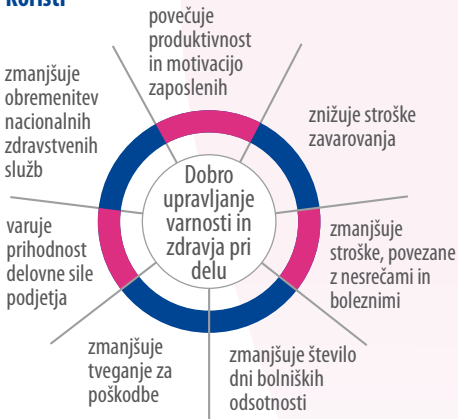 Koristi
povečuje
produktivnost
in motivacijo
zaposlenih
znižuje stroške
zavarovanja
zmanjšuje
stroške, povezane
z nesrečami in
boleznimi
zmanjšuje število
dni bolniških
odsotnosti
zmanjšuje
tveganje za
poškodbe
varuje
prihodnost
delovne sile
podjetja
zmanjšuje
obremenitev
nacionalnih
zdravstvenih
služb
Dobro
upravljanje
varnosti in
zdravja pri
delu